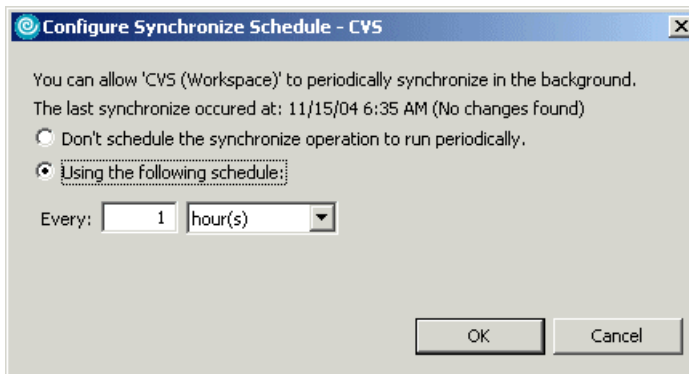 Configure Synchronize Schedule - CVS
You can allow 'CVS (Workspace)' to periodically synchronize in the background.
The last synchronize occured at: 11/15/04 6:35 AM (No changes found)
Don't schedule the synchronize operation to run periodically.
Using the following schedule:
Every: 1 hour(s)
OK Cancel